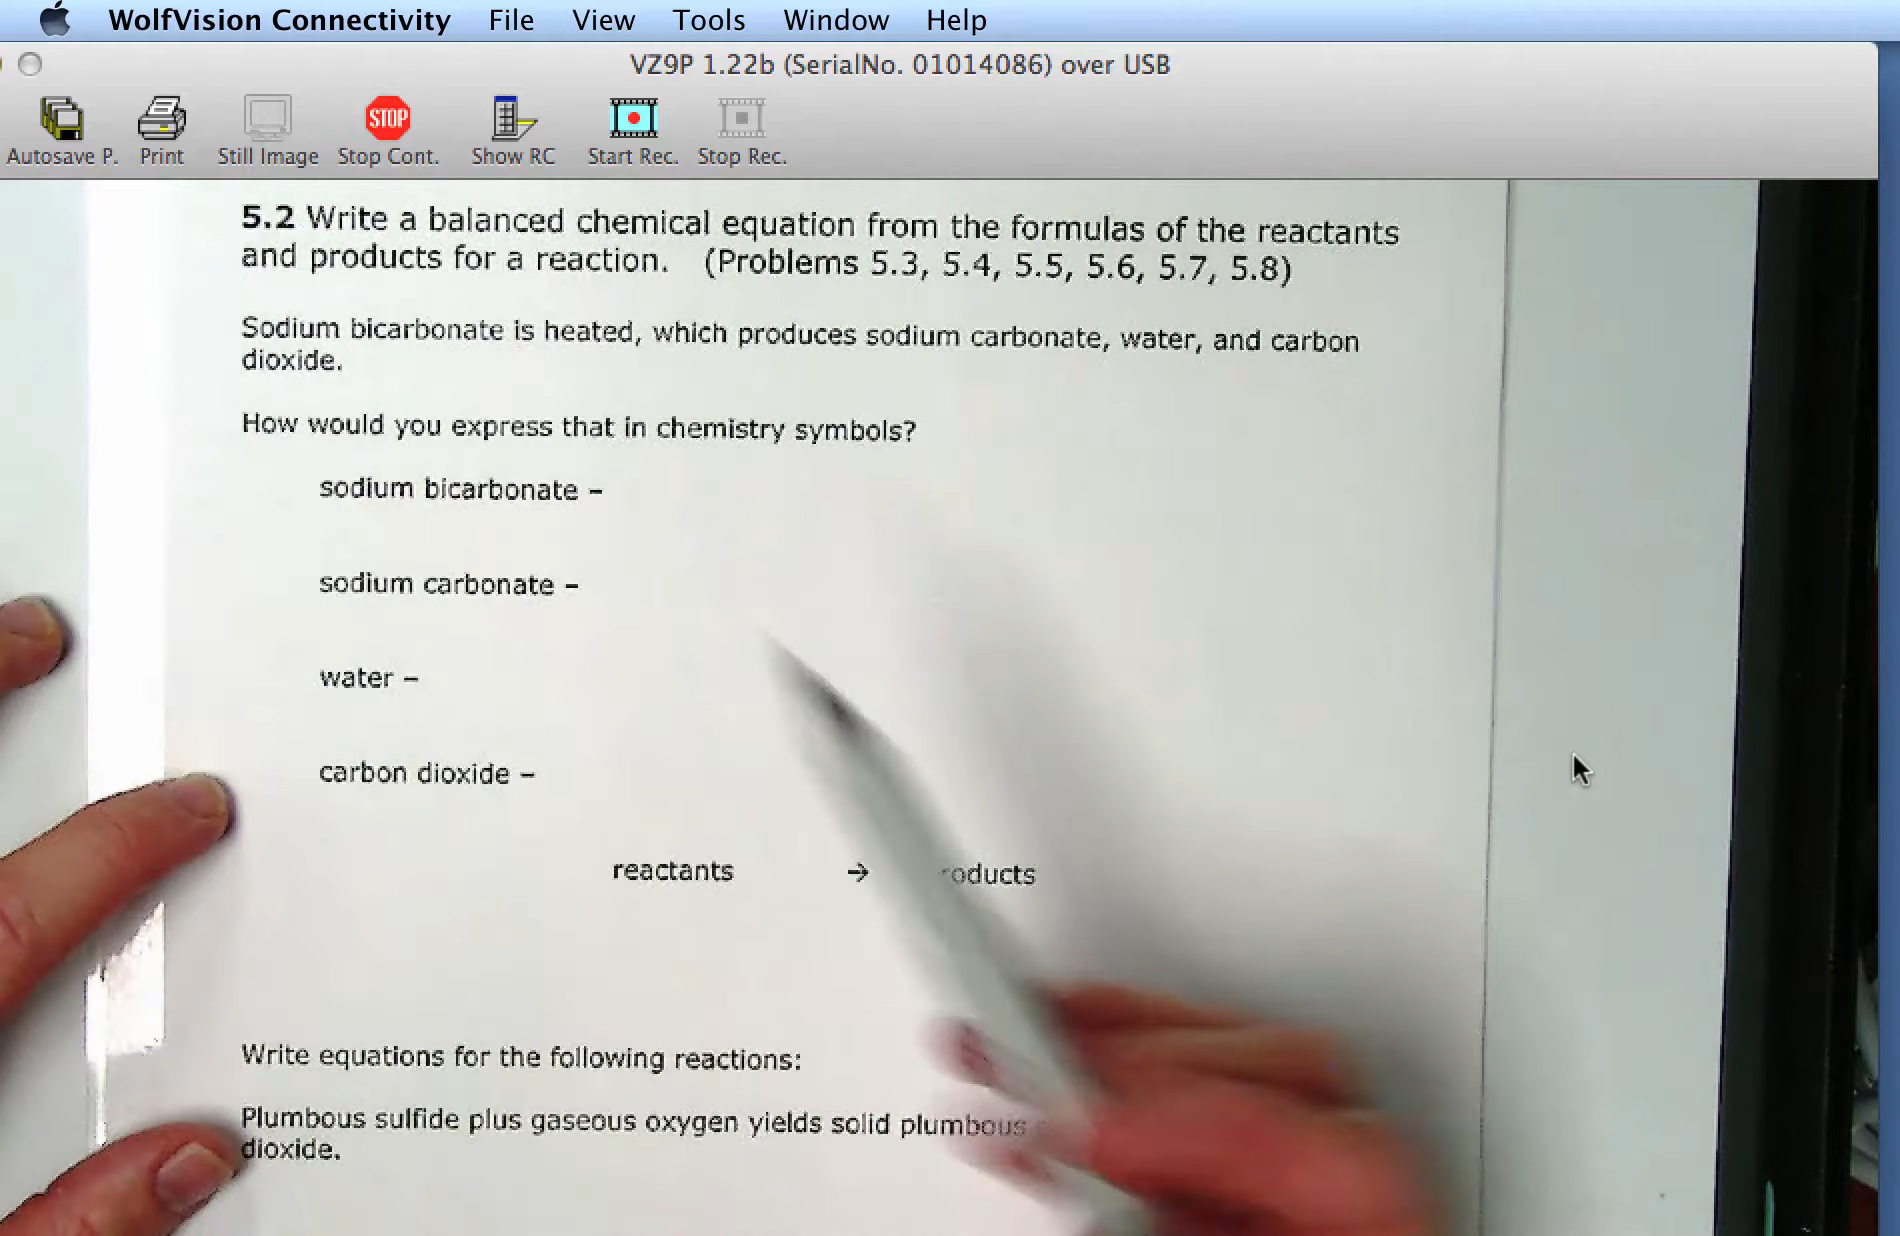 WolfVision Connectivity File View Tools Window Help
VZ9P 1.22b (SerialNo. 01014086) over USB
STOP
Autosave P. Print Still Image Stop Cont. Show RC Start Rec. Stop Rec.
5.2 Write a balanced chemical equation from the formulas of the reactants
and products for a reaction. (Problems 5.3, 5.4, 5.5, 5.6, 5.7, 5.8)
Sodium bicarbonate is heated, which produces sodium carbonate, water, and carbon
dioxide.
How would you express that in chemistry symbols?
sodium bicarbonate –
sodium carbonate –
water –
carbon dioxide –
reactants → roducts
Write equations for the following reactions:
Plumbous sulfide plus gaseous oxygen yields solid plumbous
dioxide.